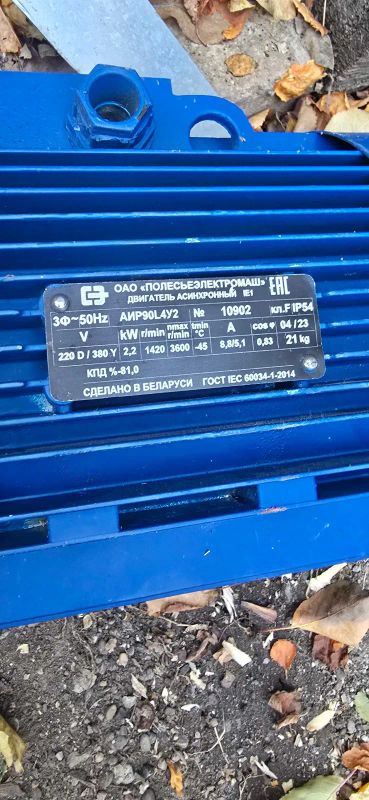 ОАО «ПОЛЕСЬЕЭЛЕКТРОМАШ» EAC
ДВИГАТЕЛЬ АСИНХРОННЫЙ IE1
3Ф~50Hz АИР90L4У2 № 10902 кл.F IP54
V kW r/min nmax r/min tmin °C A cos φ 04 / 23
220 D / 380 Y 2,2 1420 3600 -45 8,8/5,1 0,83 21 kg
КПД %-81,0
СДЕЛАНО В БЕЛАРУСИ ГОСТ IEC 60034-1-2014